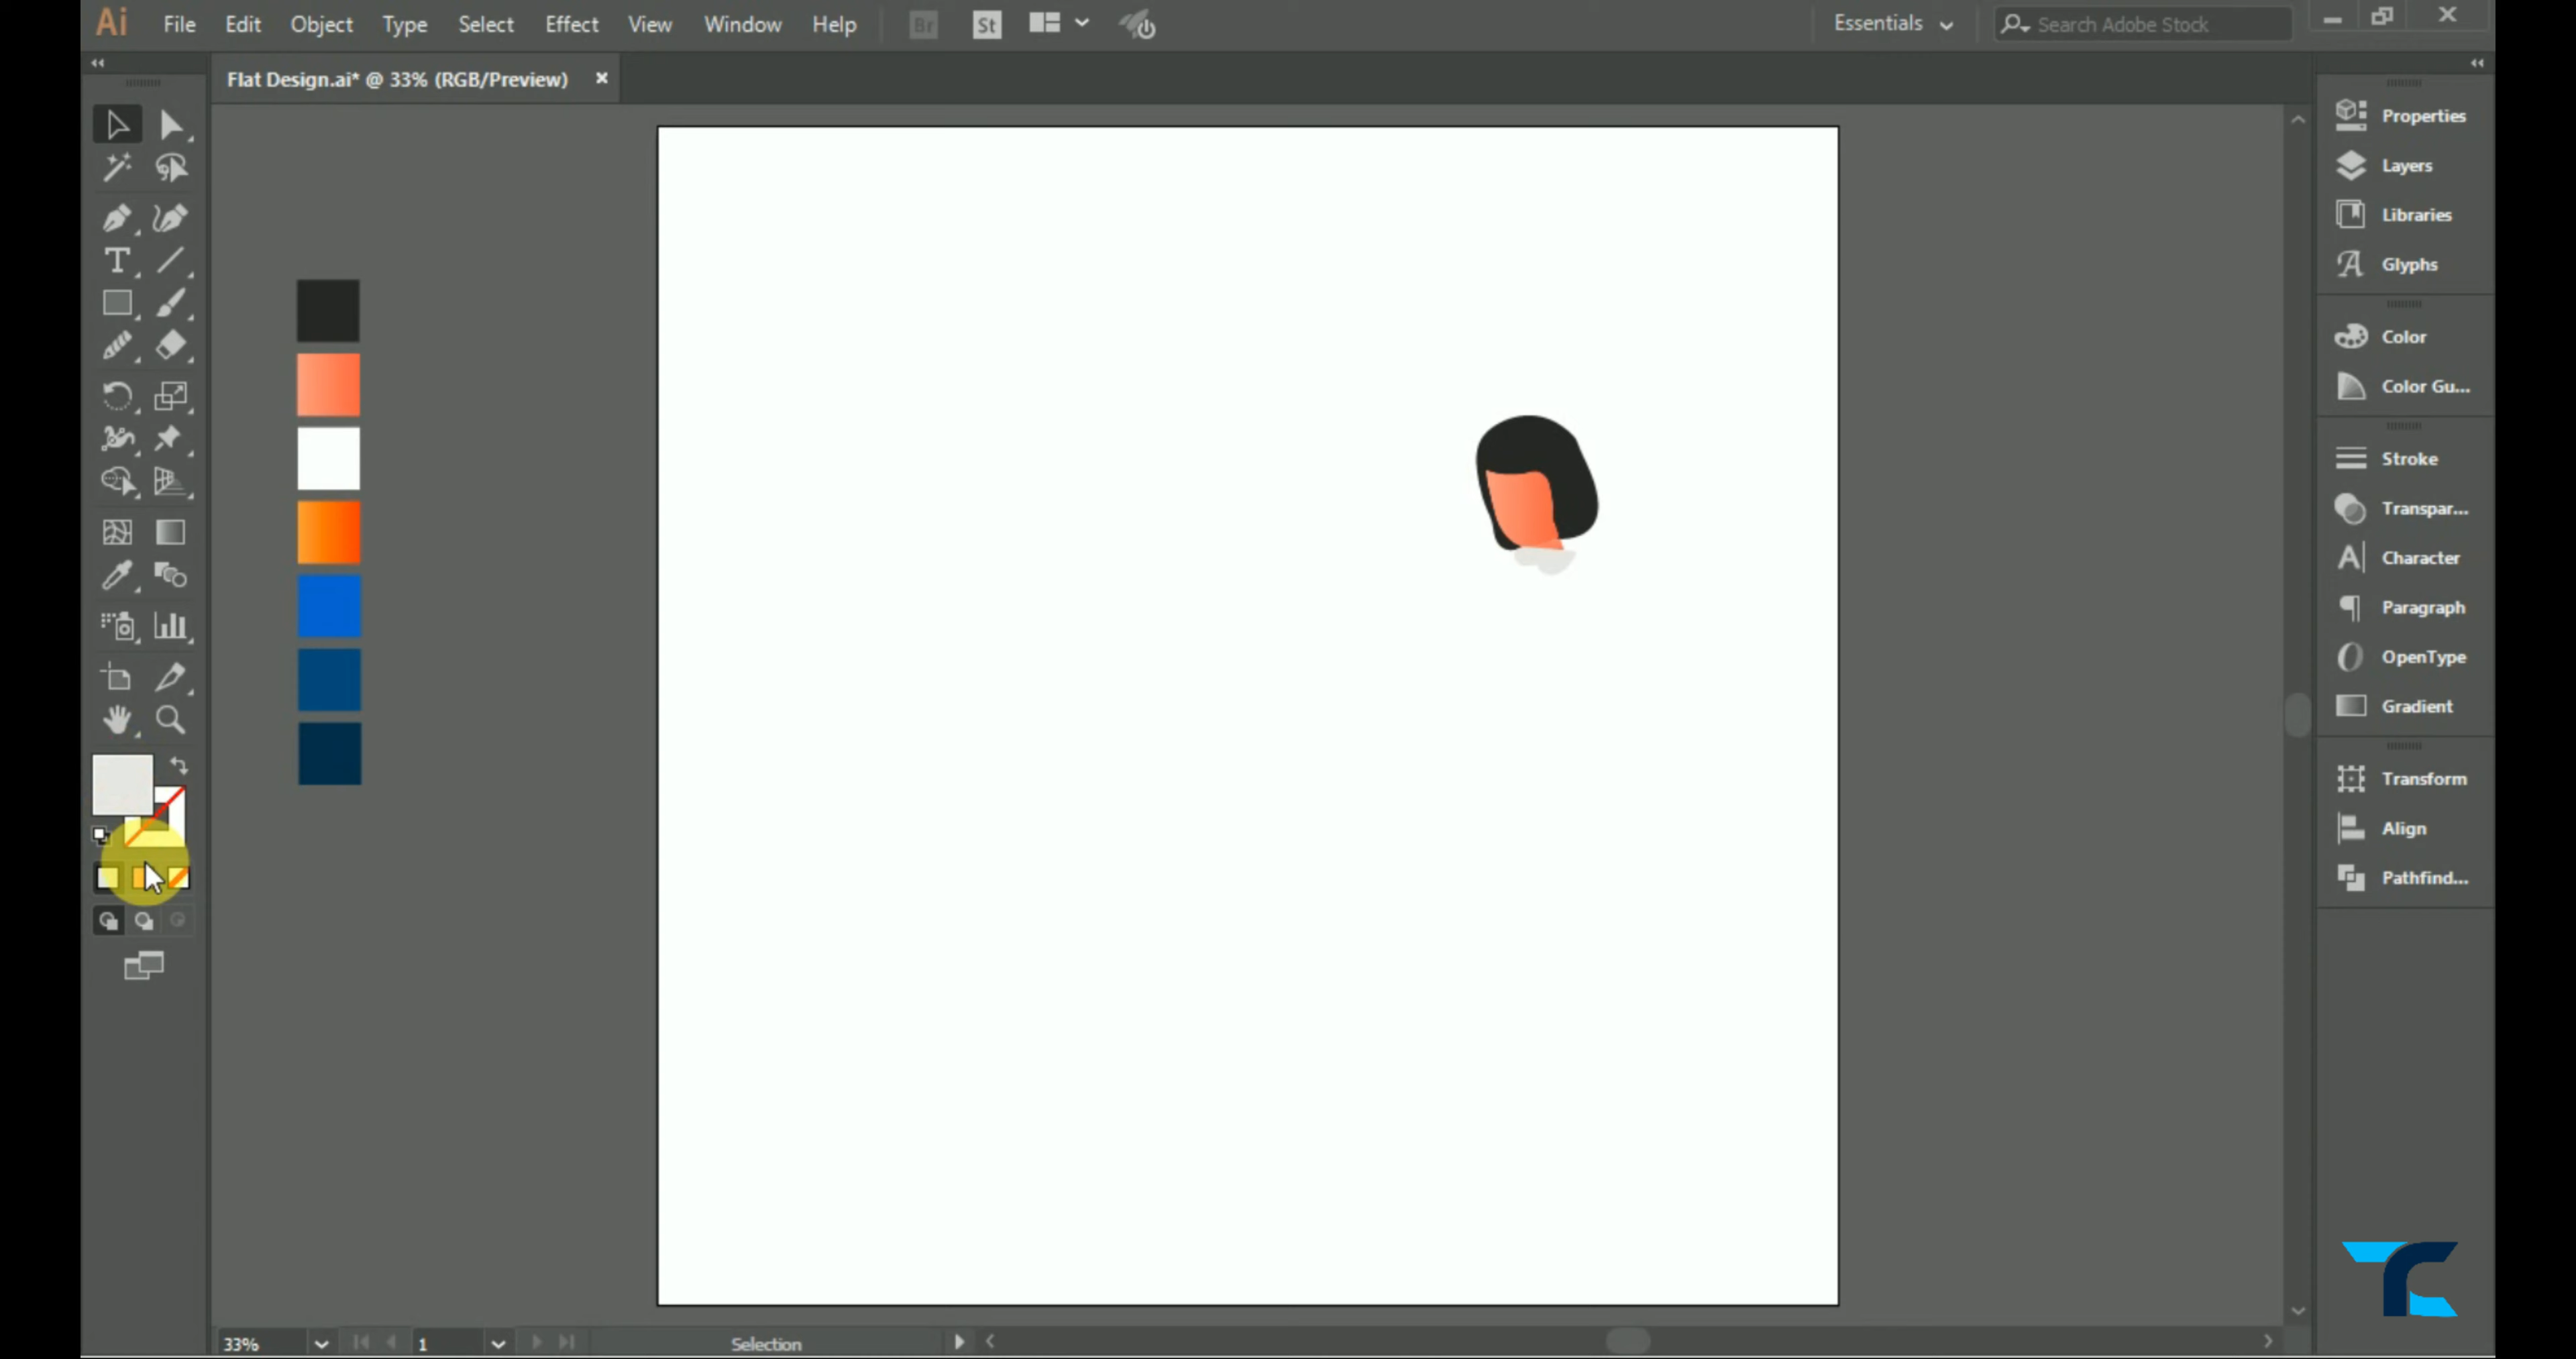 Ai File Edit Object Type Select Effect View Window Help Br St Essentials Search Adobe Stock
Flat Design.ai* @ 33% (RGB/Preview)
Properties
Layers
Libraries
Glyphs
Color
Color Gu...
Stroke
Transpar...
Character
Paragraph
OpenType
Gradient
Transform
Align
Pathfind...
33% 1 Selection
TC